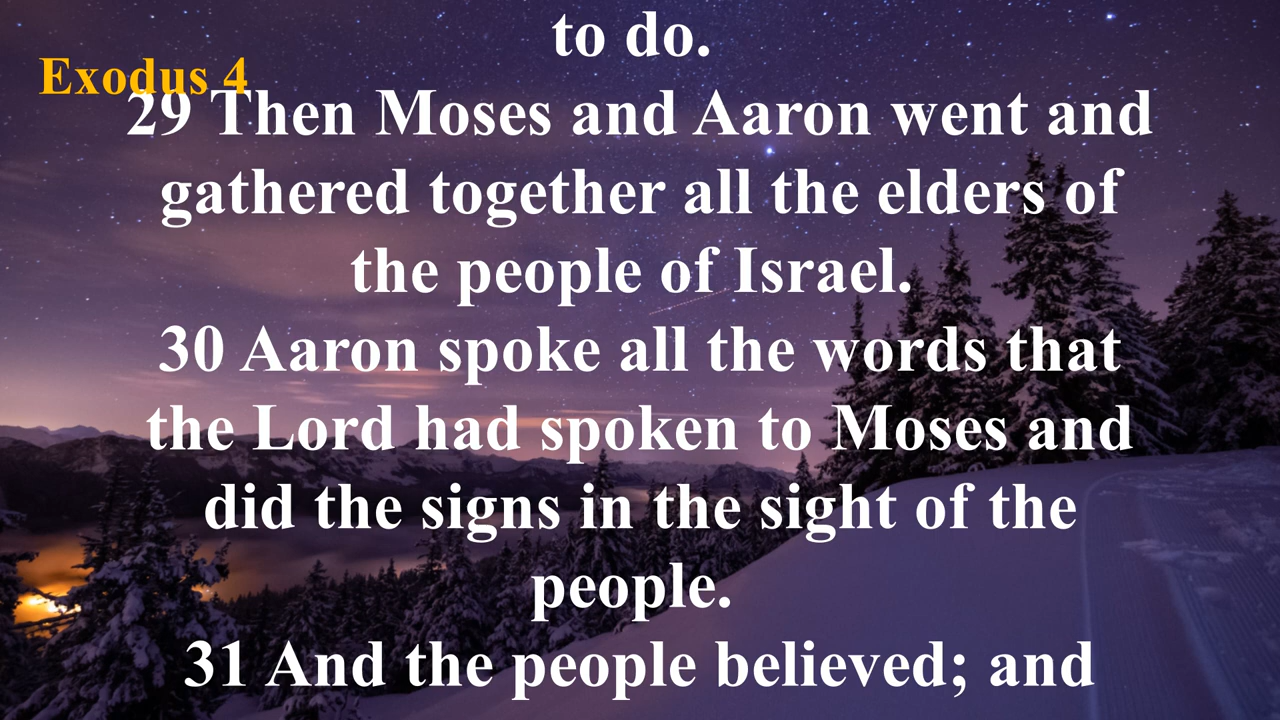 to do.
Exodus 4
29 Then Moses and Aaron went and
gathered together all the elders of
the people of Israel.
30 Aaron spoke all the words that
the Lord had spoken to Moses and
did the signs in the sight of the
people.
31 And the people believed; and